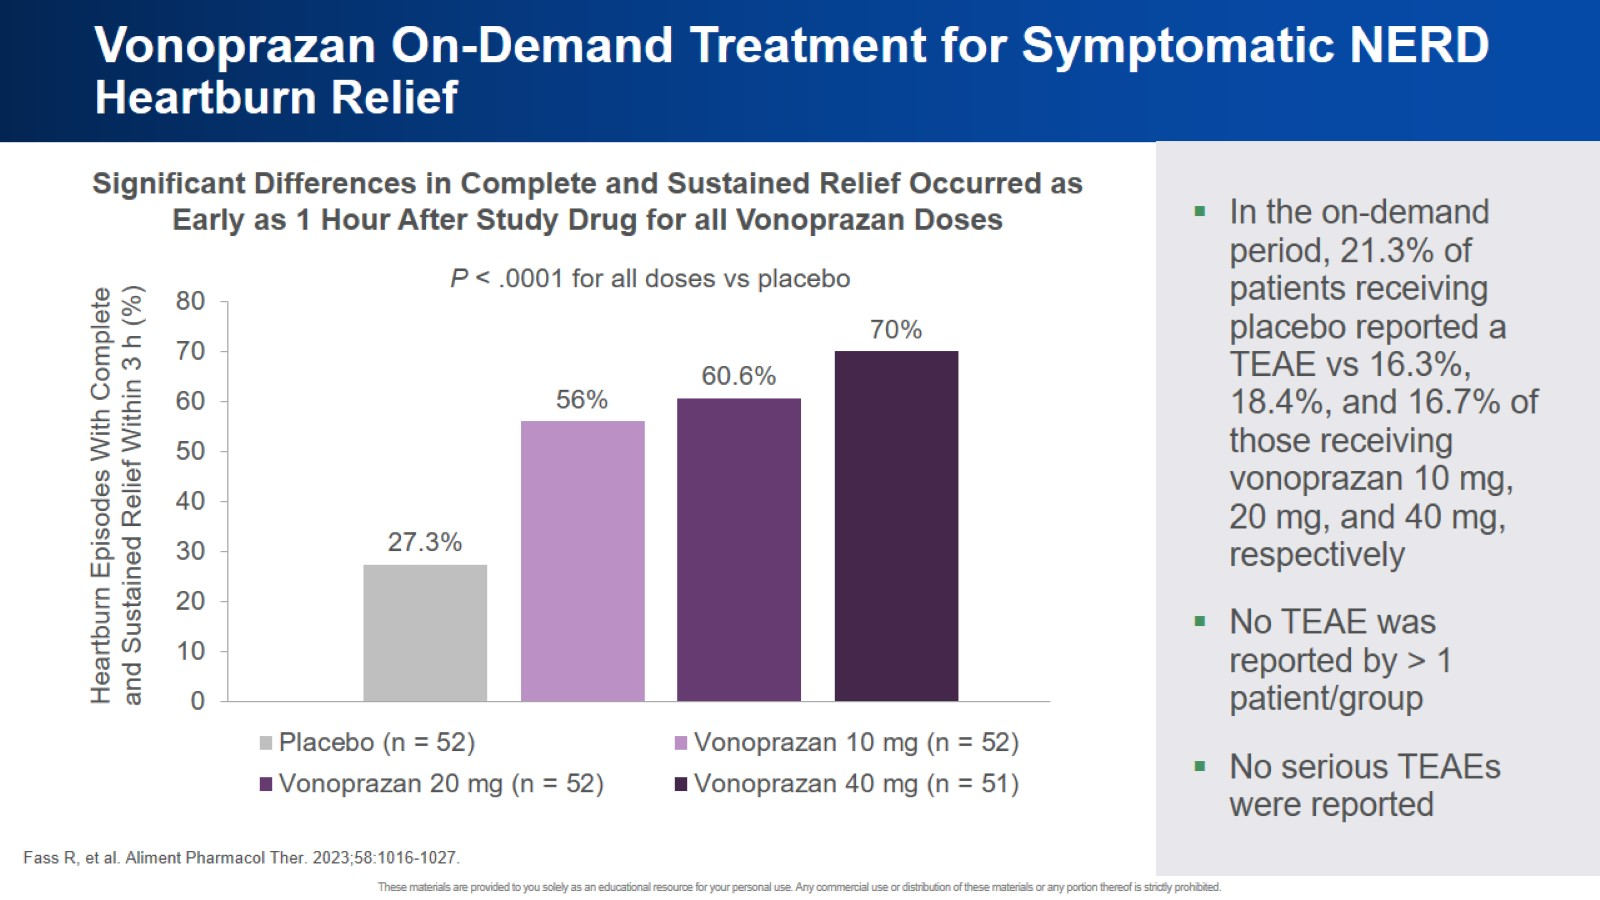 Vonoprazan On-Demand Treatment for Symptomatic NERD
Heartburn Relief
Significant Differences in Complete and Sustained Relief Occurred as
Early as 1 Hour After Study Drug for all Vonoprazan Doses
P < .0001 for all doses vs placebo
Heartburn Episodes With Complete
and Sustained Relief Within 3 h (%)
80
70
60
50
40
30
20
10
0
27.3%
56%
60.6%
70%
Placebo (n = 52)
Vonoprazan 10 mg (n = 52)
Vonoprazan 20 mg (n = 52)
Vonoprazan 40 mg (n = 51)
▪ In the on-demand
period, 21.3% of
patients receiving
placebo reported a
TEAE vs 16.3%,
18.4%, and 16.7% of
those receiving
vonoprazan 10 mg,
20 mg, and 40 mg,
respectively
▪ No TEAE was
reported by > 1
patient/group
▪ No serious TEAEs
were reported
Fass R, et al. Aliment Pharmacol Ther. 2023;58:1016-1027.
These materials are provided to you solely as an educational resource for your personal use. Any commercial use or distribution of these materials or any portion thereof is strictly prohibited.